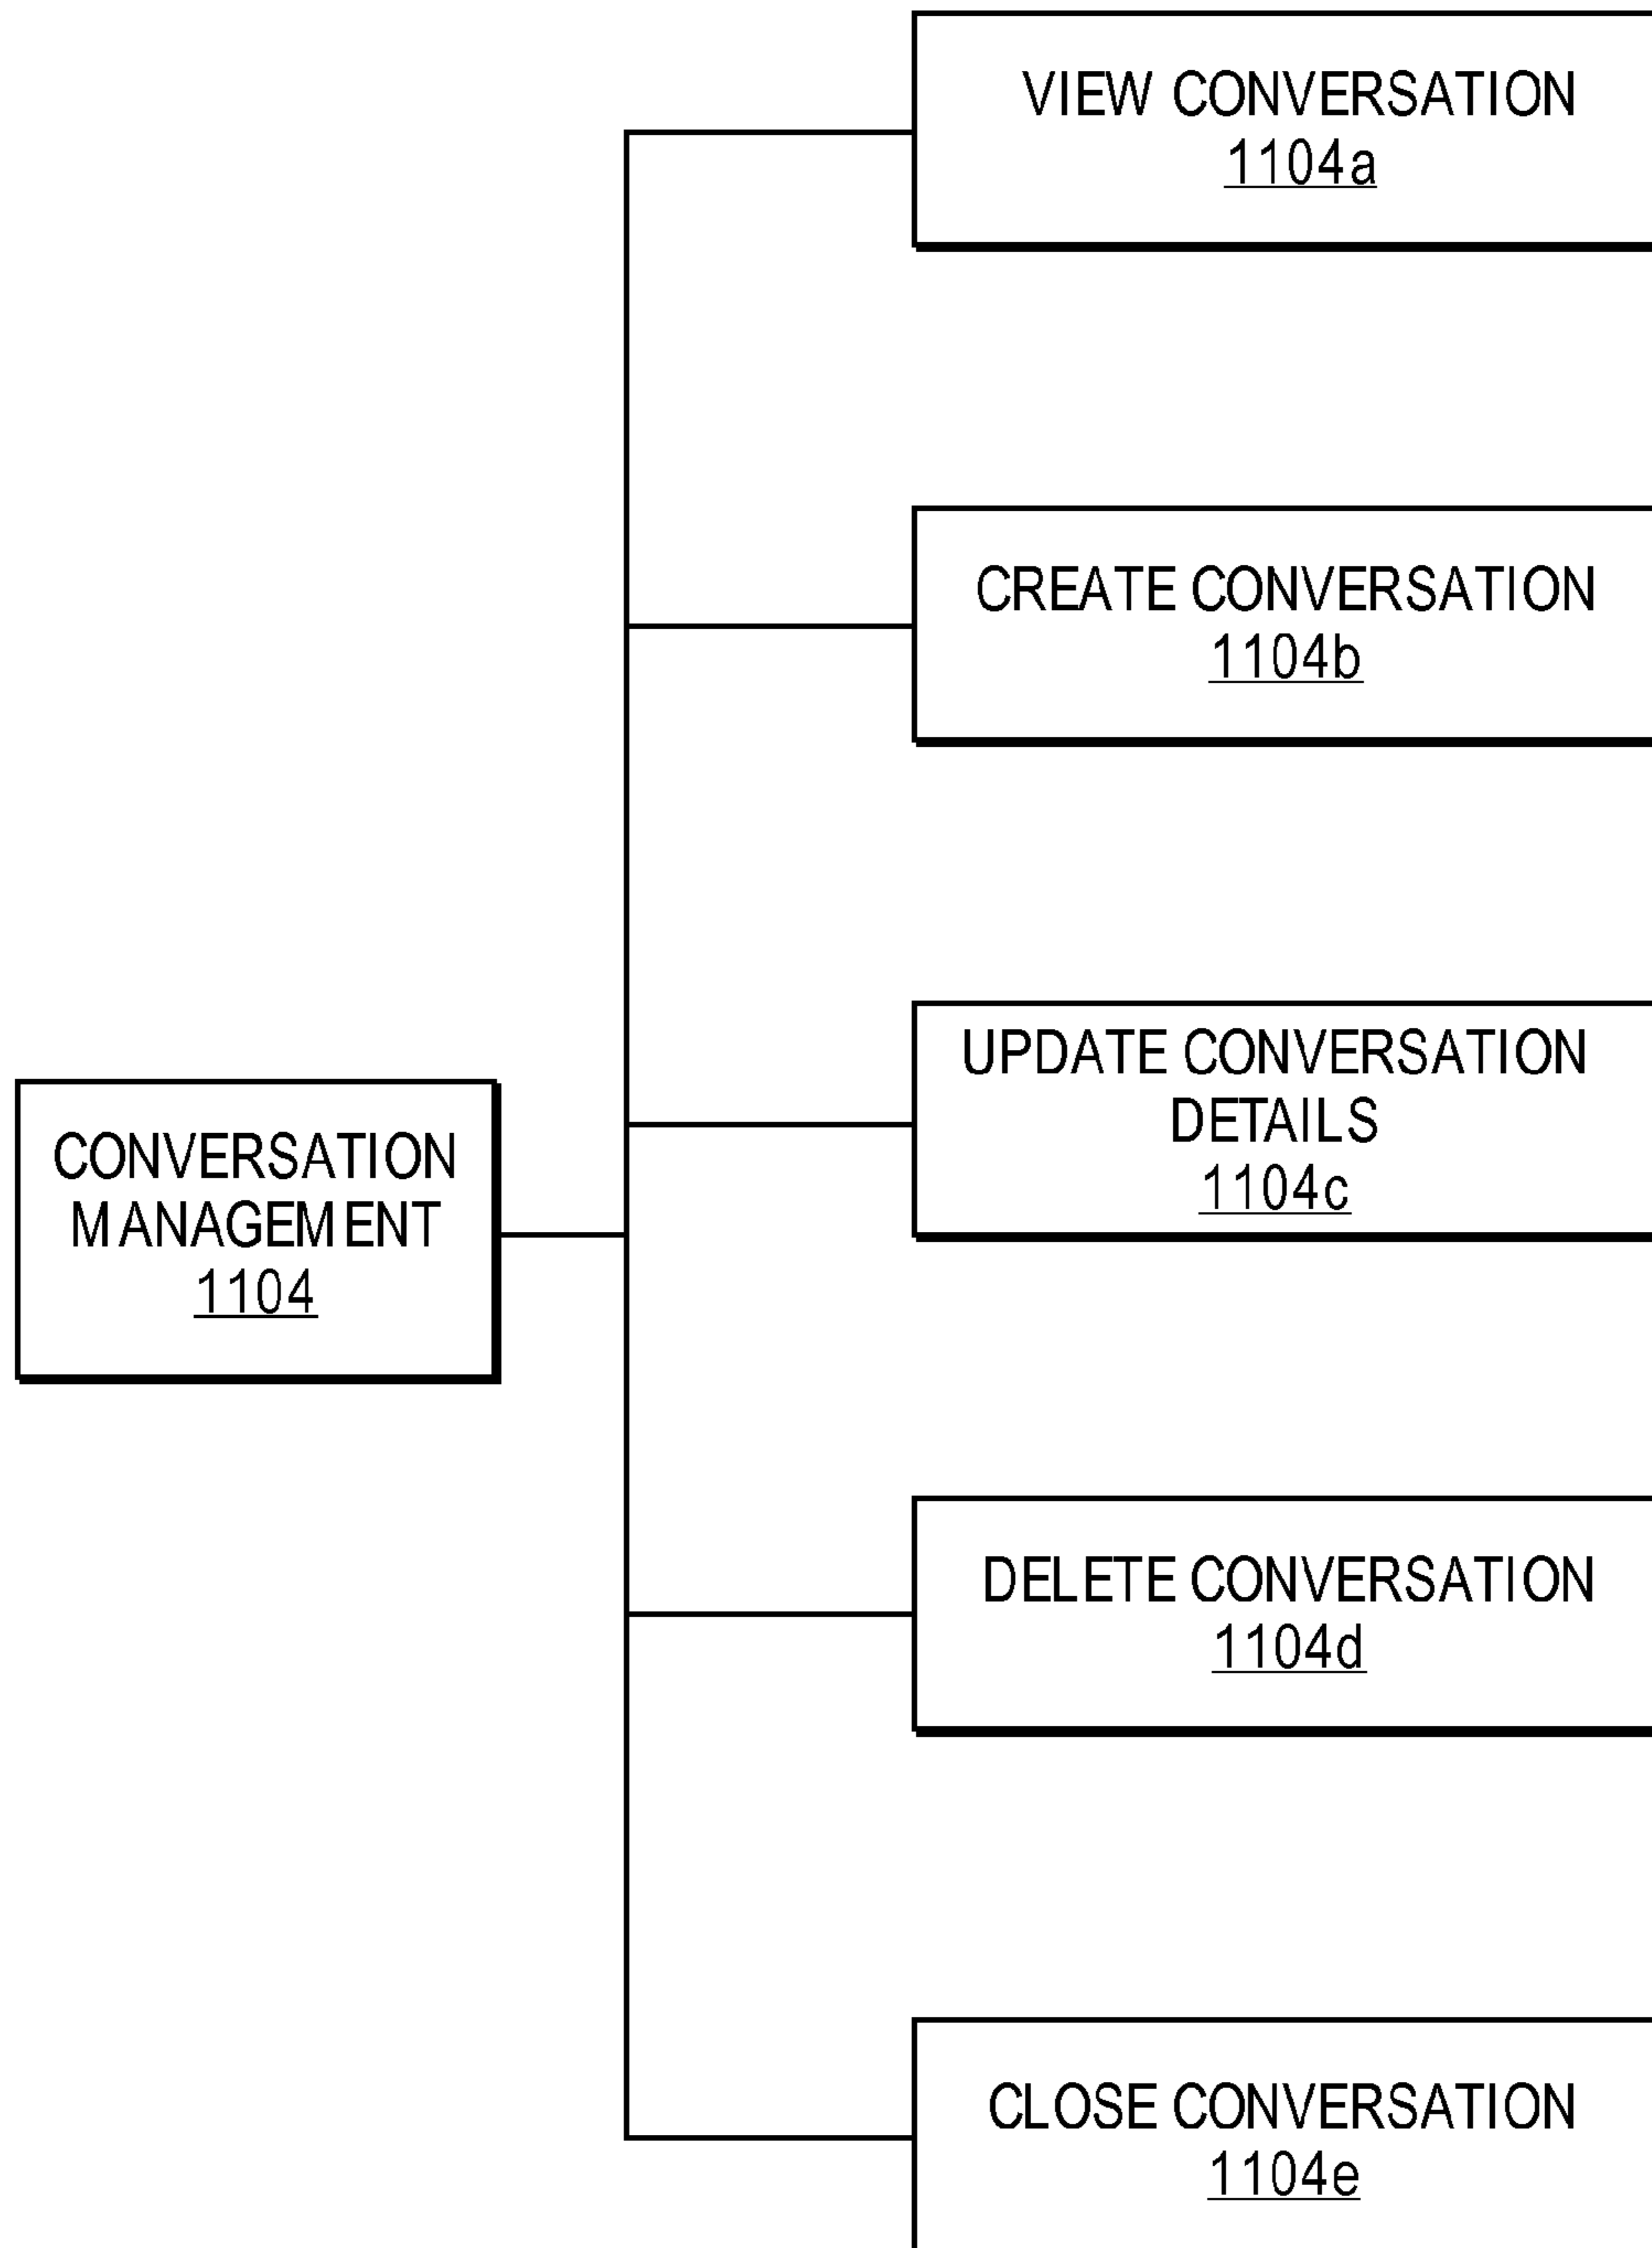 VIEW CONVERSATION
1104a
CREATE CONVERSATION
1104b
UPDATE CONVERSATION
DETAILS
1104c
CONVERSATION
MANAGEMENT
1104
DELETE CONVERSATION
1104d
CLOSE CONVERSATION
1104e